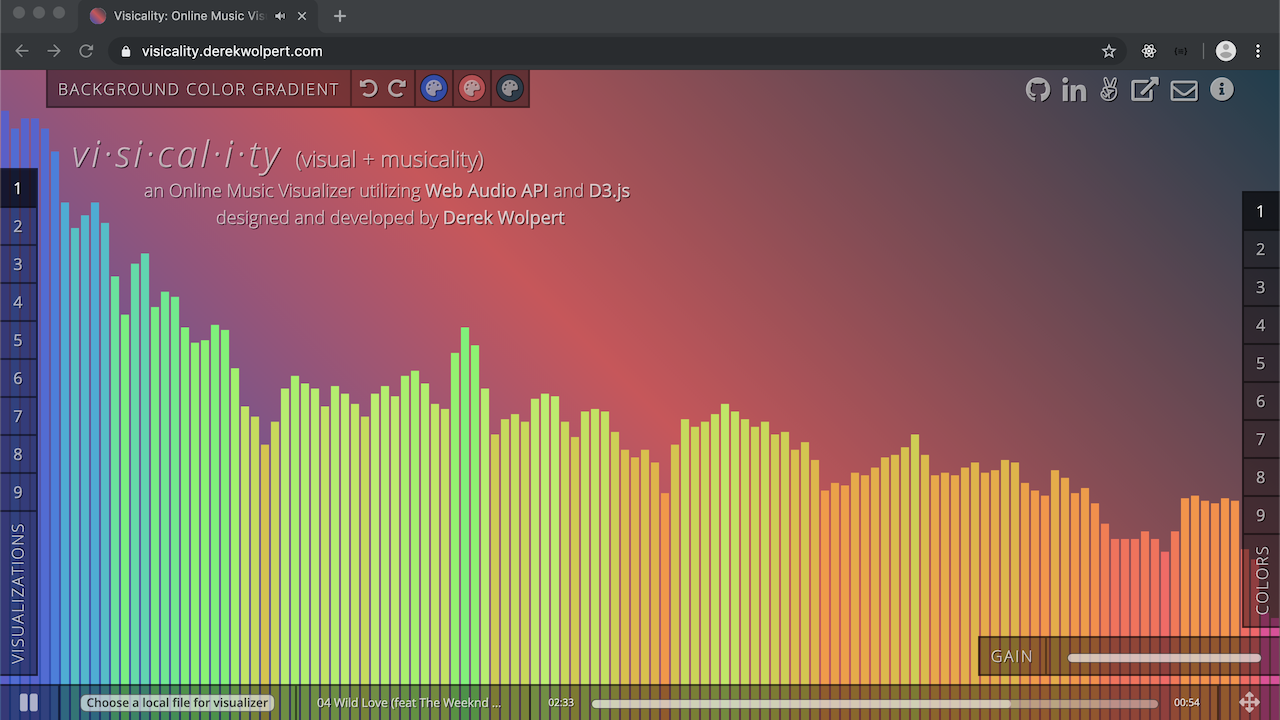 Visicality: Online Music Vis
visicality.derekwolpert.com
BACKGROUND COLOR GRADIENT
vi·si·cal·i·ty (visual + musicality)
an Online Music Visualizer utilizing Web Audio API and D3.js
designed and developed by Derek Wolpert
1
2
3
4
5
6
7
8
9
VISUALIZATIONS
1
2
3
4
5
6
7
8
9
COLORS
GAIN
Choose a local file for visualizer
04 Wild Love (feat The Weeknd ...
02:33
00:54